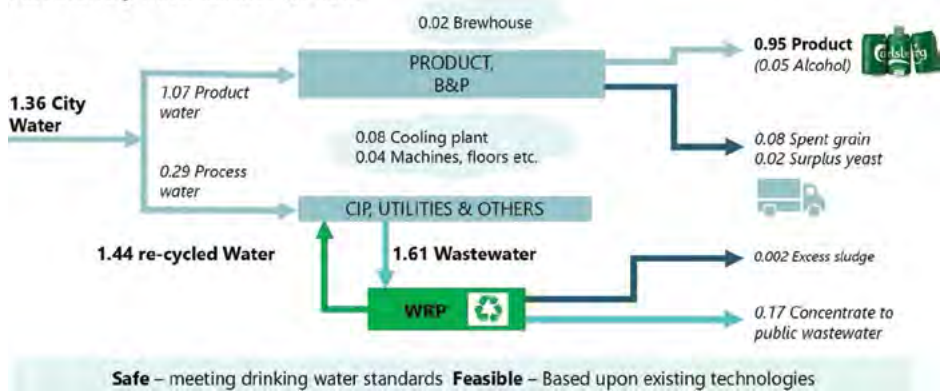 0.02 Brewhouse
PRODUCT,
B&P
0.95 Product
(0.05 Alcohol)
Carlsberg
1.36 City
Water
1.07 Product
water
0.08 Cooling plant
0.04 Machines, floors etc.
0.08 Spent grain
0.02 Surplus yeast
0.29 Process
water
CIP, UTILITIES & OTHERS
1.44 re-cycled Water
1.61 Wastewater
0.002 Excess sludge
WRP
0.17 Concentrate to
public wastewater
Safe – meeting drinking water standards Feasible – Based upon existing technologies